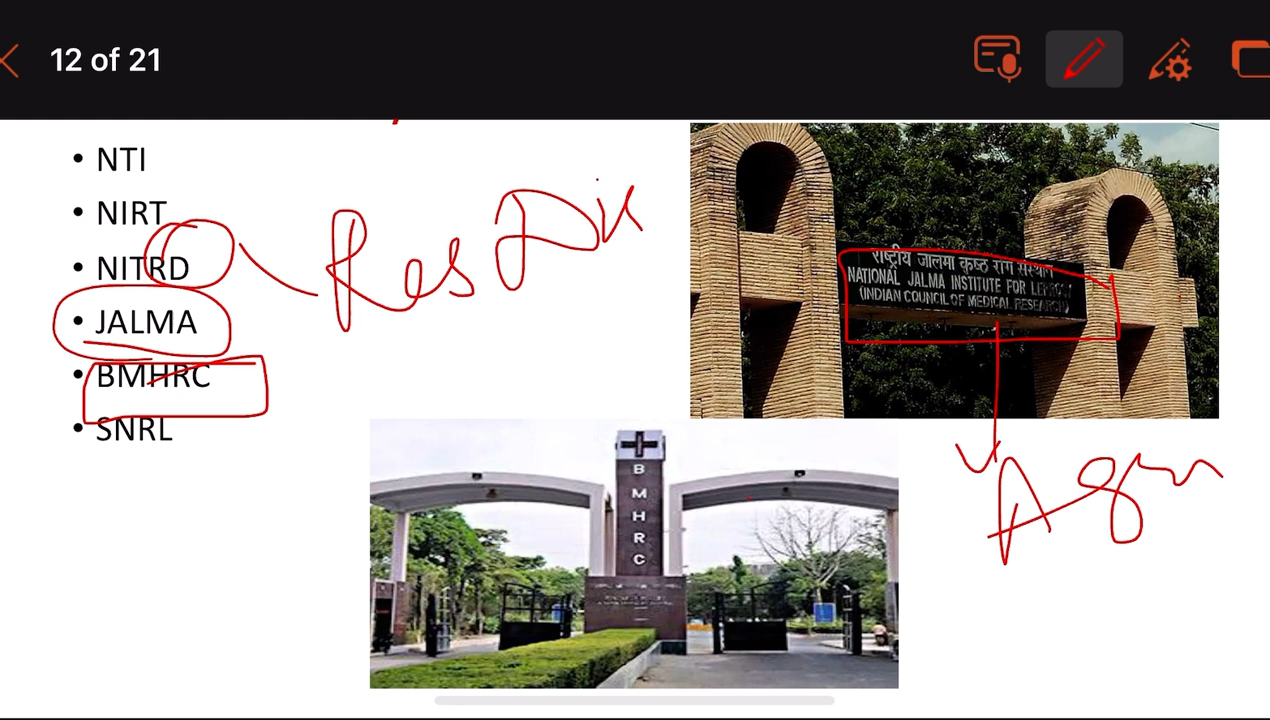 12 of 21
• NTI
• NIRT
• NITRD
• JALMA
• BMHRC
• SNRL
Res Dis
राष्ट्रीय जालमा कुष्ठ रोग संस्थान
NATIONAL JALMA INSTITUTE FOR LEPROSY
(INDIAN COUNCIL OF MEDICAL RESEARCH)
Agra
B
M
H
R
C